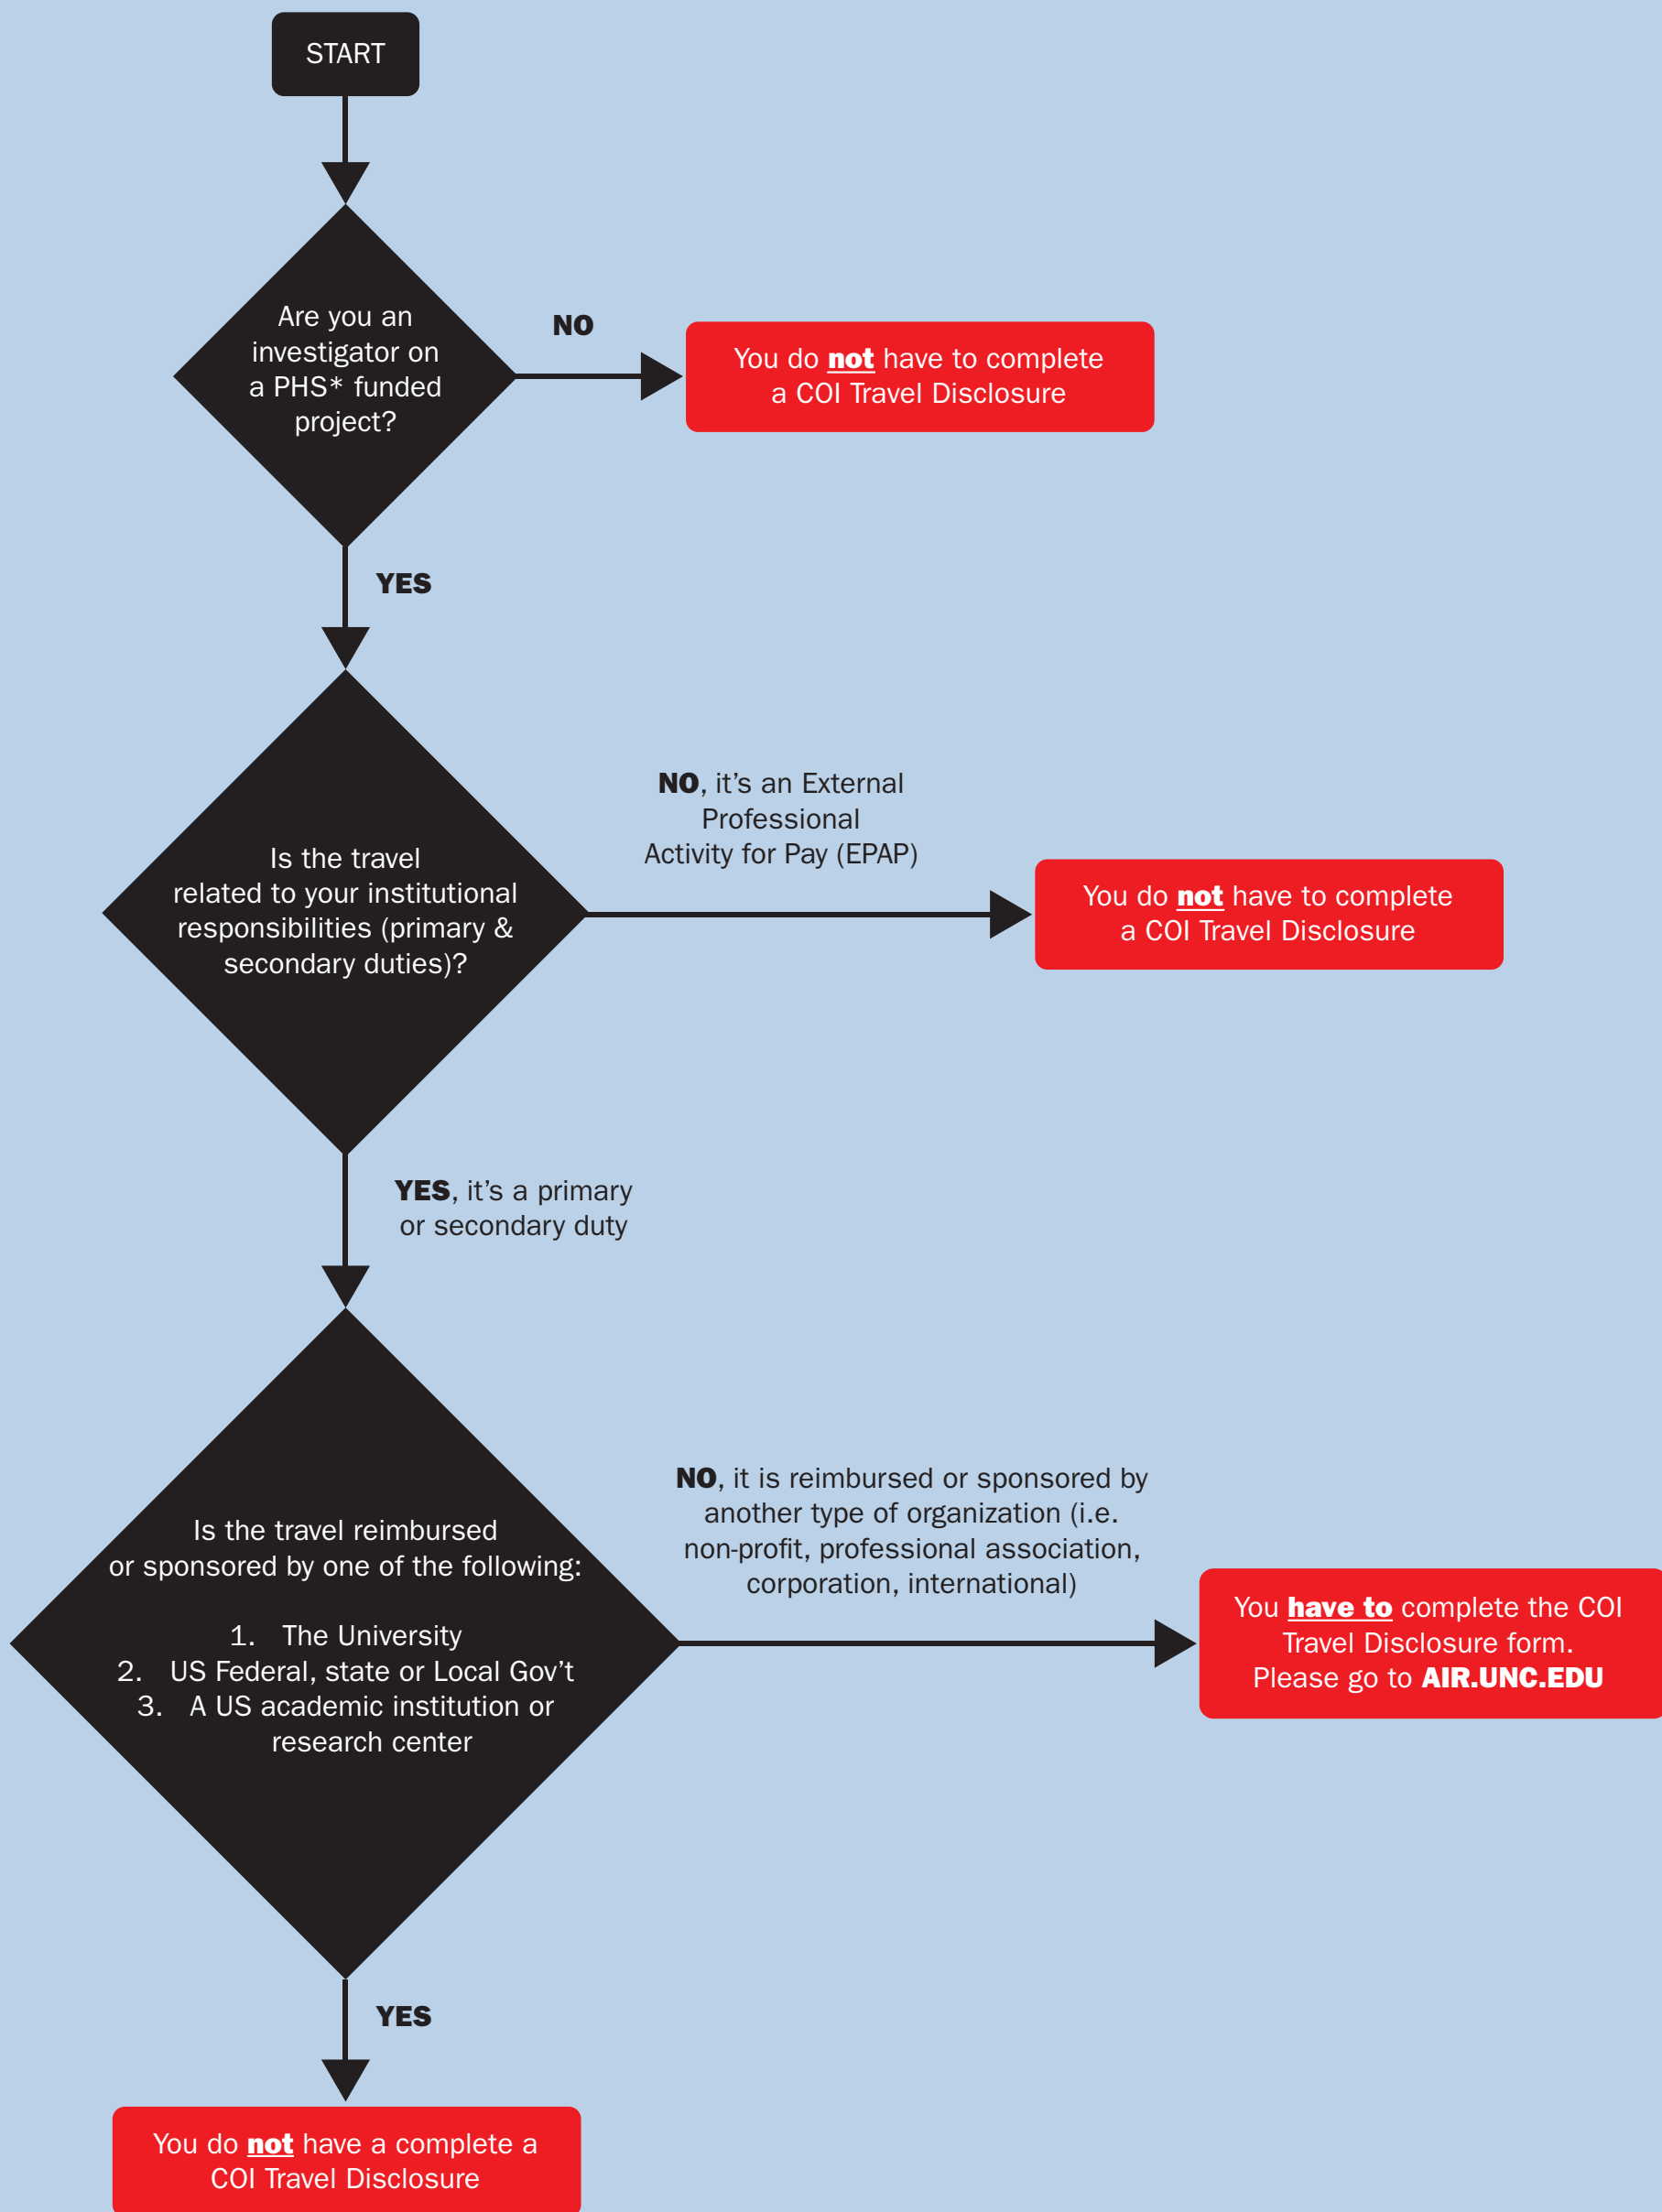 START
Are you an
investigator on
a PHS* funded
project?
NO
You do not have to complete
a COI Travel Disclosure
YES
Is the travel
related to your institutional
responsibilities (primary &
secondary duties)?
NO, it’s an External
Professional
Activity for Pay (EPAP)
You do not have to complete
a COI Travel Disclosure
YES, it’s a primary
or secondary duty
Is the travel reimbursed
or sponsored by one of the following:
1. The University
2. US Federal, state or Local Gov’t
3. A US academic institution or
research center
NO, it is reimbursed or sponsored by
another type of organization (i.e.
non-profit, professional association,
corporation, international)
You have to complete the COI
Travel Disclosure form.
Please go to AIR.UNC.EDU
YES
You do not have a complete a
COI Travel Disclosure